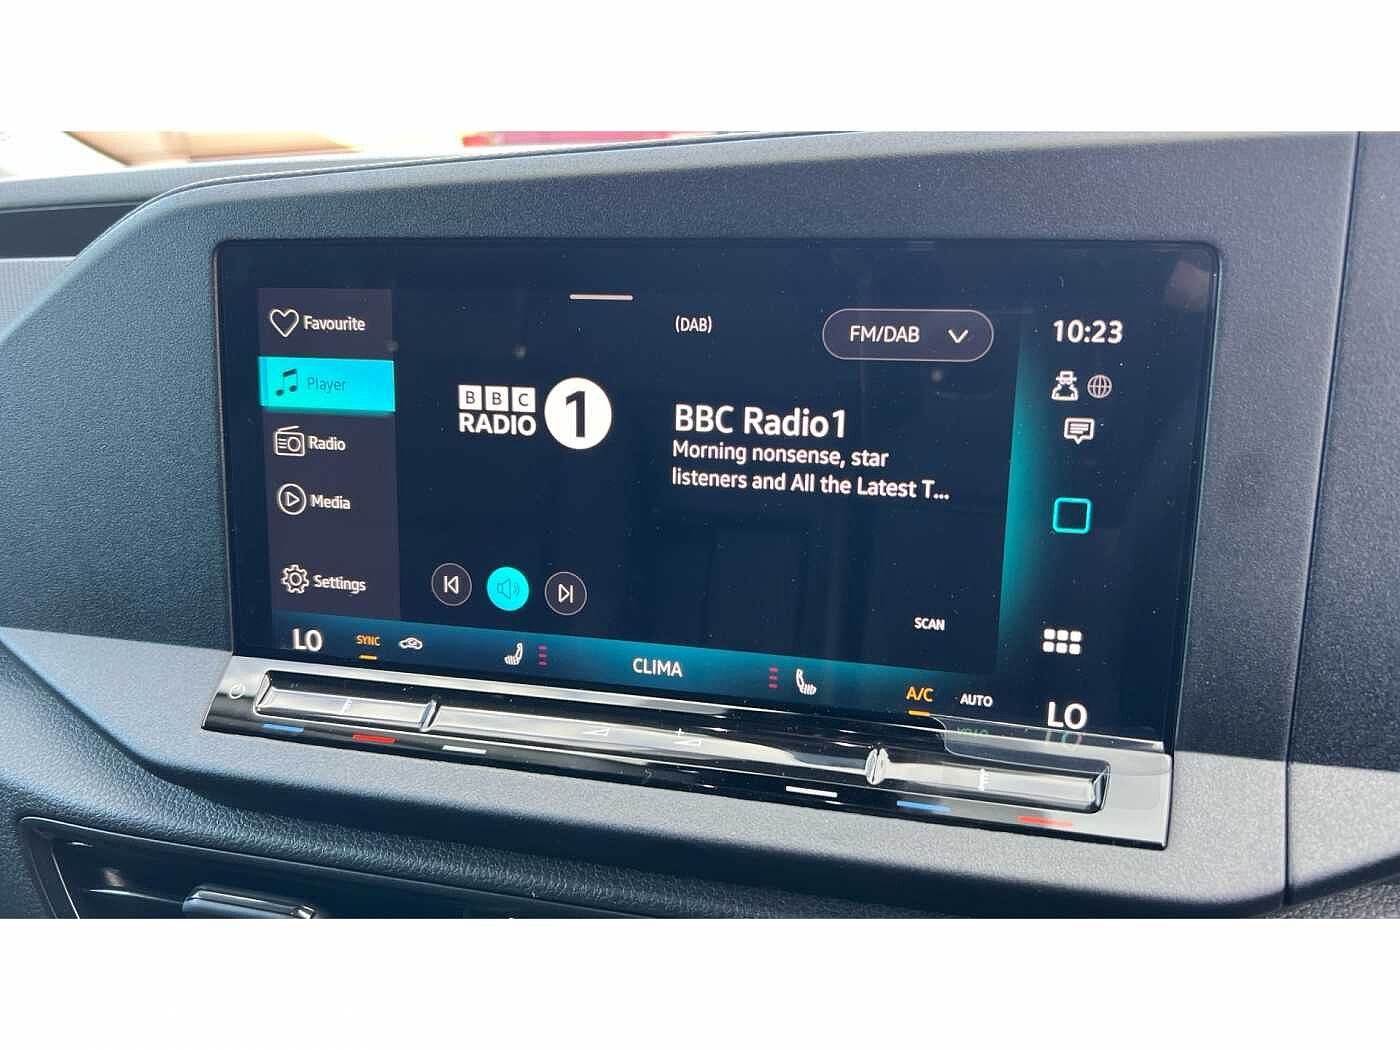 Favourite
Player
Radio
Media
Settings
(DAB)
FM/DAB
10:23
BBC
RADIO 1
BBC Radio1
Morning nonsense, star
listeners and All the Latest T...
SCAN
LO
SYNC
CLIMA
A/C
AUTO
LO